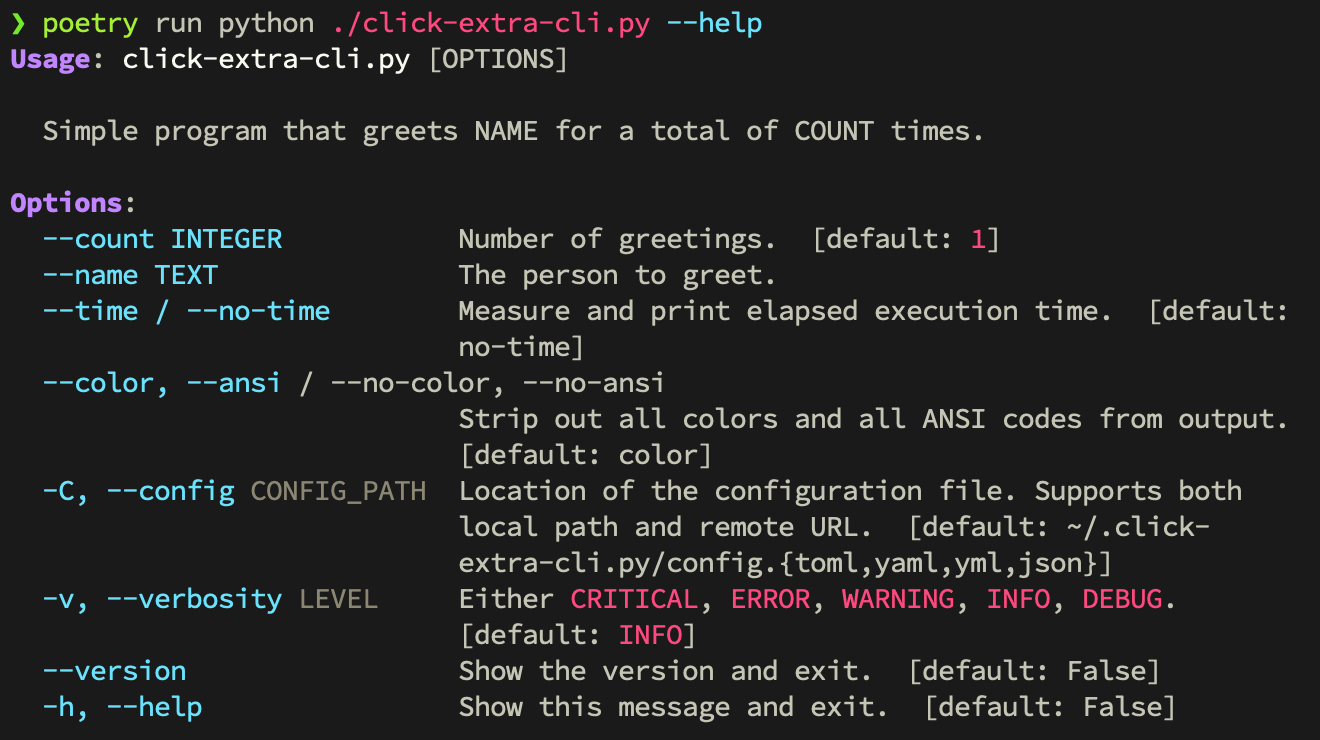 ❯ poetry run python ./click-extra-cli.py --help
Usage: click-extra-cli.py [OPTIONS]

  Simple program that greets NAME for a total of COUNT times.

Options:
  --count INTEGER           Number of greetings.  [default: 1]
  --name TEXT               The person to greet.
  --time / --no-time        Measure and print elapsed execution time.  [default:
                            no-time]
  --color, --ansi / --no-color, --no-ansi
                            Strip out all colors and all ANSI codes from output.
                            [default: color]
  -C, --config CONFIG_PATH  Location of the configuration file. Supports both
                            local path and remote URL.  [default: ~/.click-
                            extra-cli.py/config.{toml,yaml,yml,json}]
  -v, --verbosity LEVEL     Either CRITICAL, ERROR, WARNING, INFO, DEBUG.
                            [default: INFO]
  --version                 Show the version and exit.  [default: False]
  -h, --help                Show this message and exit.  [default: False]